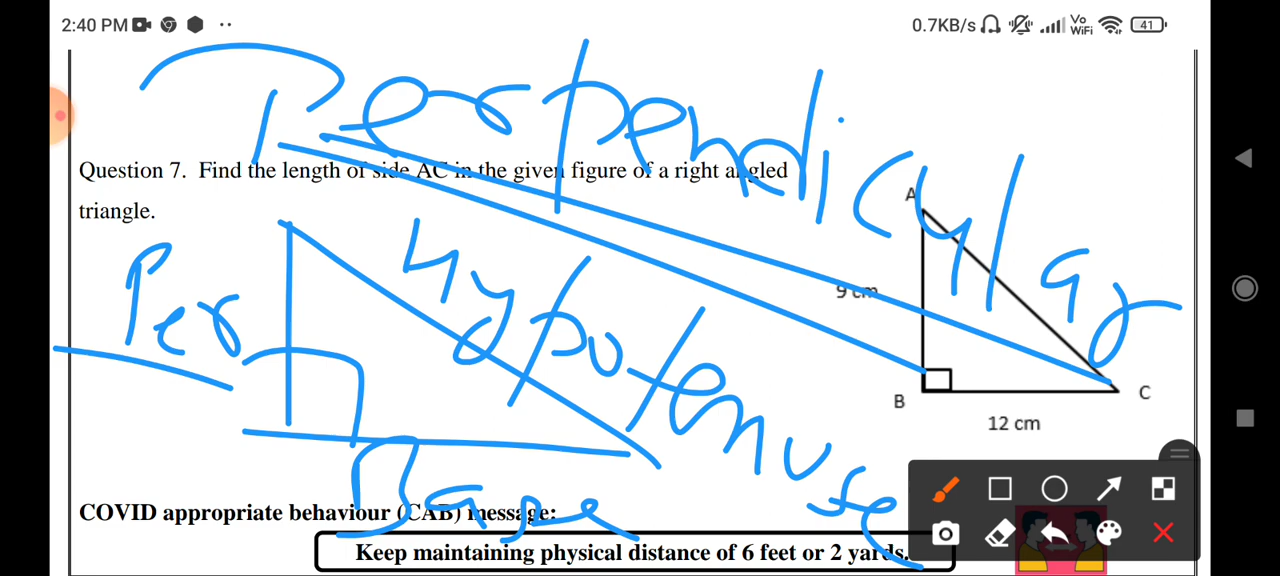 2:40 PM
0.7KB/s Vo WiFi 41
Perpendicular
Question 7. Find the length of side AC in the given figure of a right angled
triangle.
A
Per
Hypotenuse
9 cm
B
C
12 cm
Base
COVID appropriate behaviour (CAB) message:
Keep maintaining physical distance of 6 feet or 2 yards.